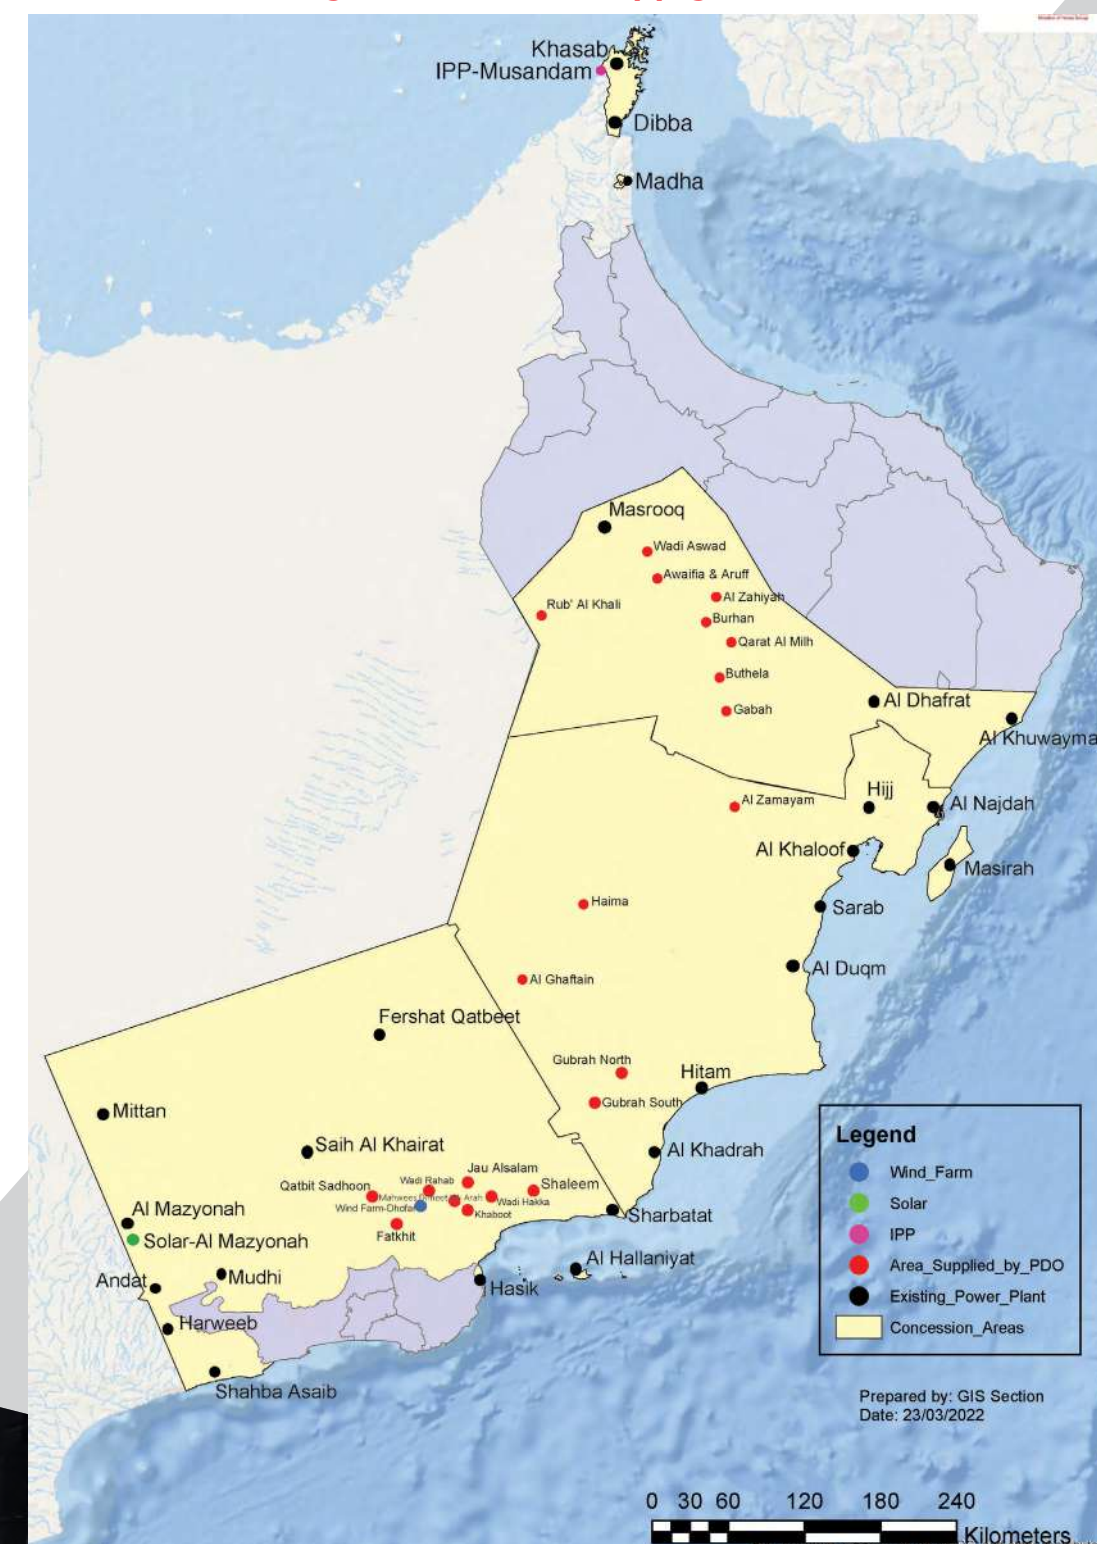 Khasab
IPP-Musandam
Dibba
Madha
Masrooq
Wadi Aswad
Awaifia & Aruff
Al Zahiyah
Rub' Al Khali
Burhan
Qarat Al Milh
Buthela
Al Dhafrat
Gabah
Al Khuwayma
Hijj
Al Zamayam
Al Najdah
Al Khaloof
Masirah
Haima
Sarab
Al Duqm
Al Ghaftain
Fershat Qatbeet
Gubrah North
Hitam
Gubrah South
Mittan
Saih Al Khairat
Al Khadrah
Jau Alsalam
Wadi Rahab
Qatbit Sadhoon
Shaleem
Mahwees
Arah
Wadi Hakka
Wind Farm-Dhofar
Khaboot
Al Mazyonah
Sharbatat
Fatkhit
Solar-Al Mazyonah
Al Hallaniyat
Andat
Mudhi
Hasik
Harweeb
Shahba Asaib
Legend
Wind_Farm
Solar
IPP
Area_Supplied_by_PDO
Existing_Power_Plant
Concession_Areas
Prepared by: GIS Section
Date: 23/03/2022
0 30 60 120 180 240
Kilometers